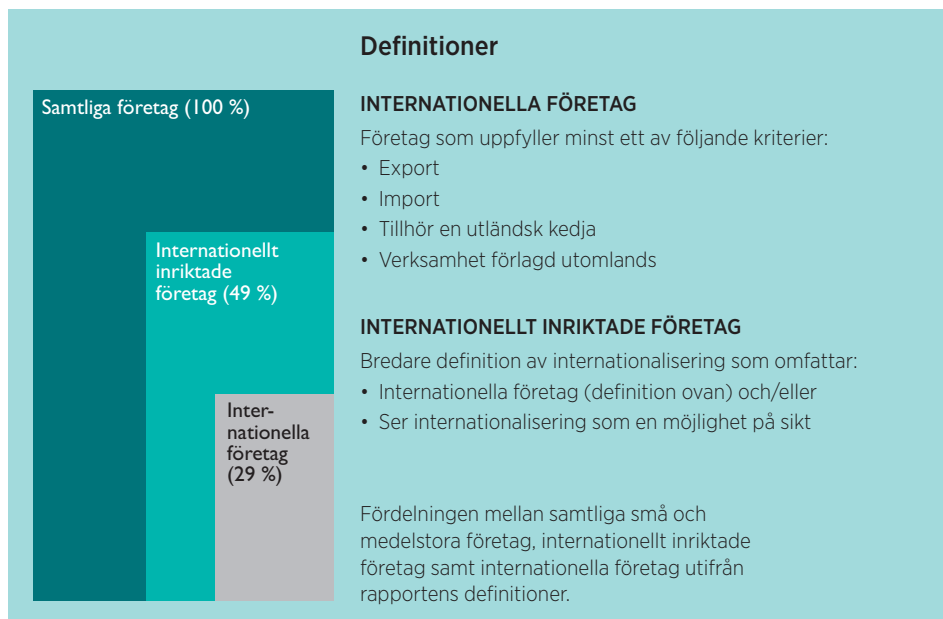 Definitioner
Samtliga företag (100 %)
Internationellt
inriktade
företag (49 %)
Inter-
nationella
företag
(29 %)
INTERNATIONELLA FÖRETAG
Företag som uppfyller minst ett av följande kriterier:
• Export
• Import
• Tillhör en utländsk kedja
• Verksamhet förlagd utomlands
INTERNATIONELLT INRIKTADE FÖRETAG
Bredare definition av internationalisering som omfattar:
• Internationella företag (definition ovan) och/eller
• Ser internationalisering som en möjlighet på sikt
Fördelningen mellan samtliga små och
medelstora företag, internationellt inriktade
företag samt internationella företag utifrån
rapportens definitioner.